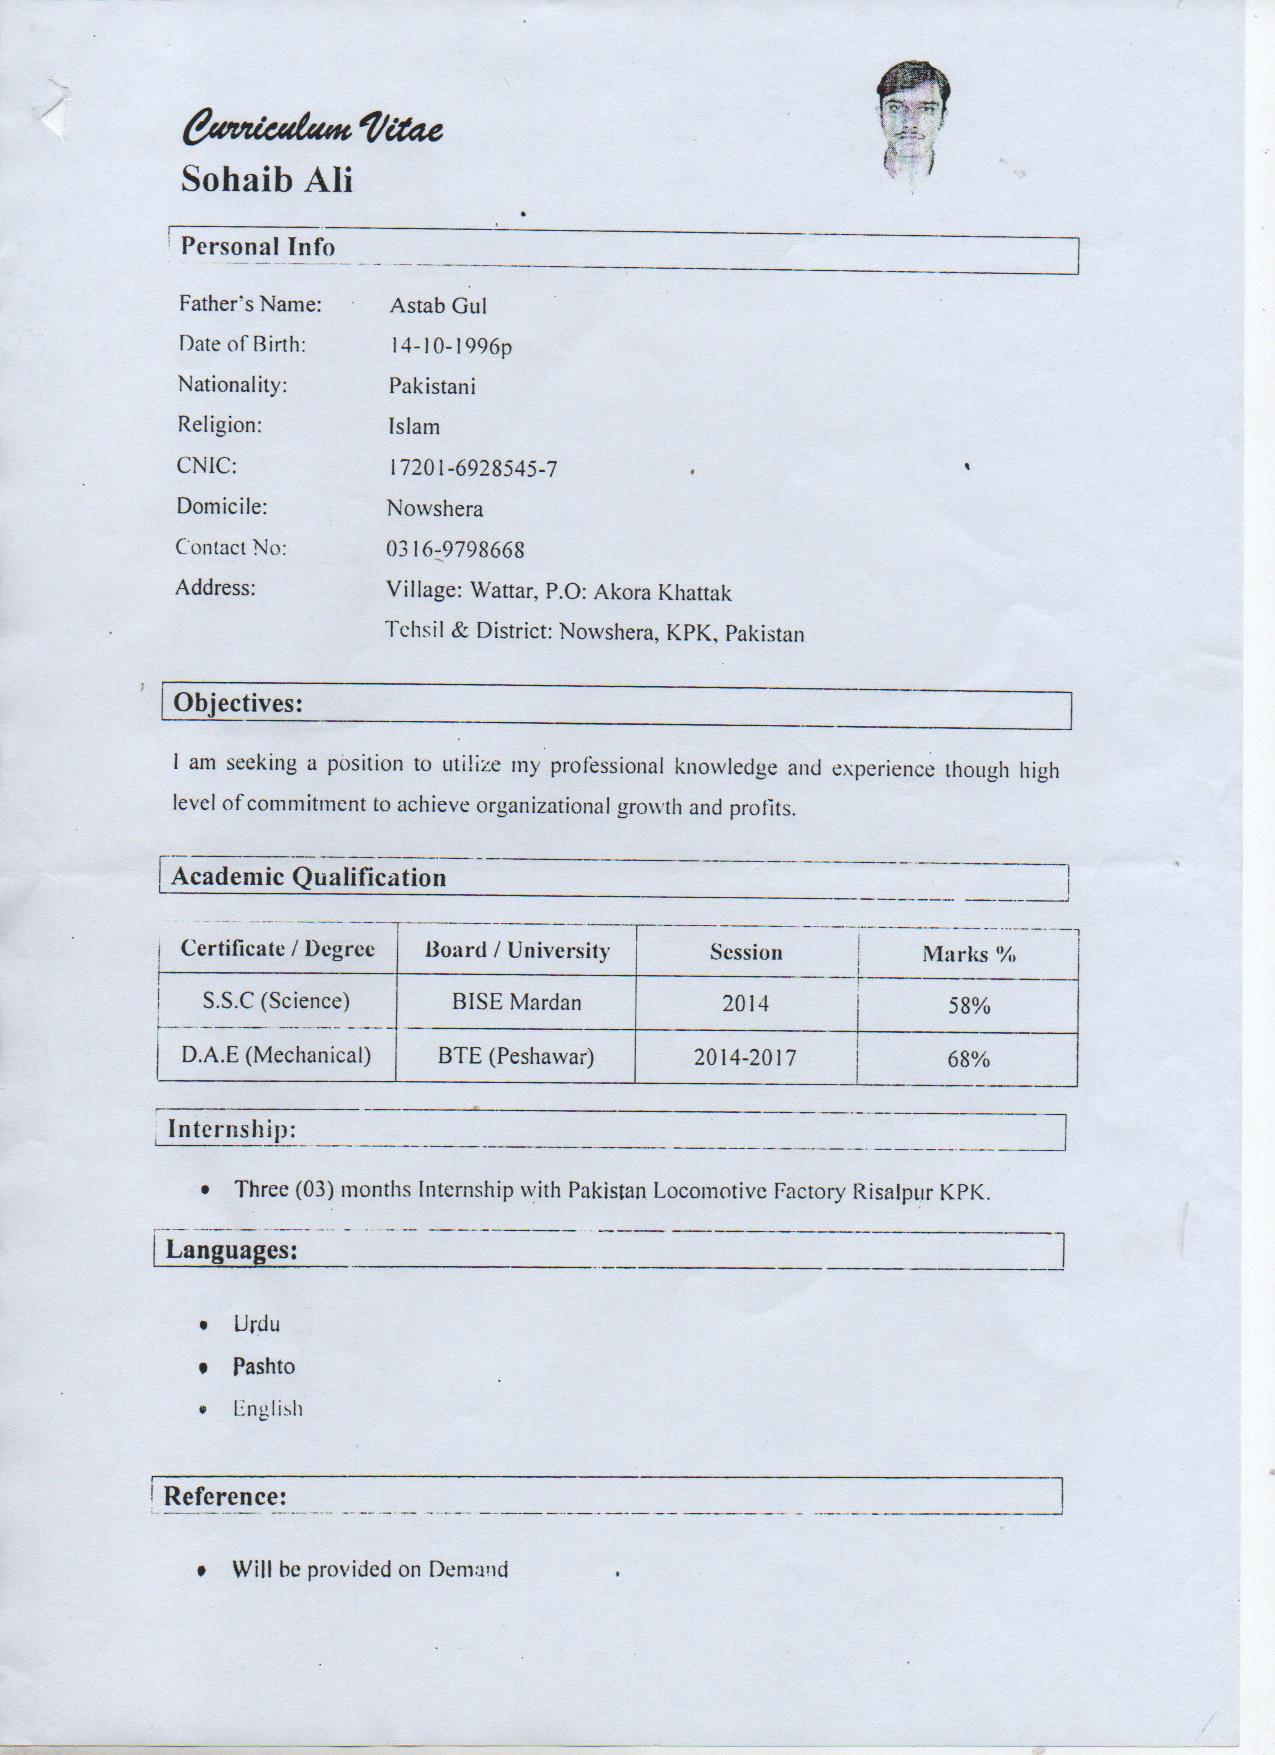 Curriculum Vitae
Sohaib Ali
Personal Info
Father's Name: Astab Gul
Date of Birth: 14-10-1996p
Nationality: Pakistani
Religion: Islam
CNIC: 17201-6928545-7
Domicile: Nowshera
Contact No: 0316-9798668
Address: Village: Wattar, P.O: Akora Khattak
Tehsil & District: Nowshera, KPK, Pakistan
Objectives:
I am seeking a position to utilize my professional knowledge and experience though high
level of commitment to achieve organizational growth and profits.
Academic Qualification
Certificate / Degree Board / University Session Marks %
S.S.C (Science) BISE Mardan 2014 58%
D.A.E (Mechanical) BTE (Peshawar) 2014-2017 68%
Internship:
• Three (03) months Internship with Pakistan Locomotive Factory Risalpur KPK.
Languages:
• Urdu
• Pashto
• English
Reference:
• Will be provided on Demand